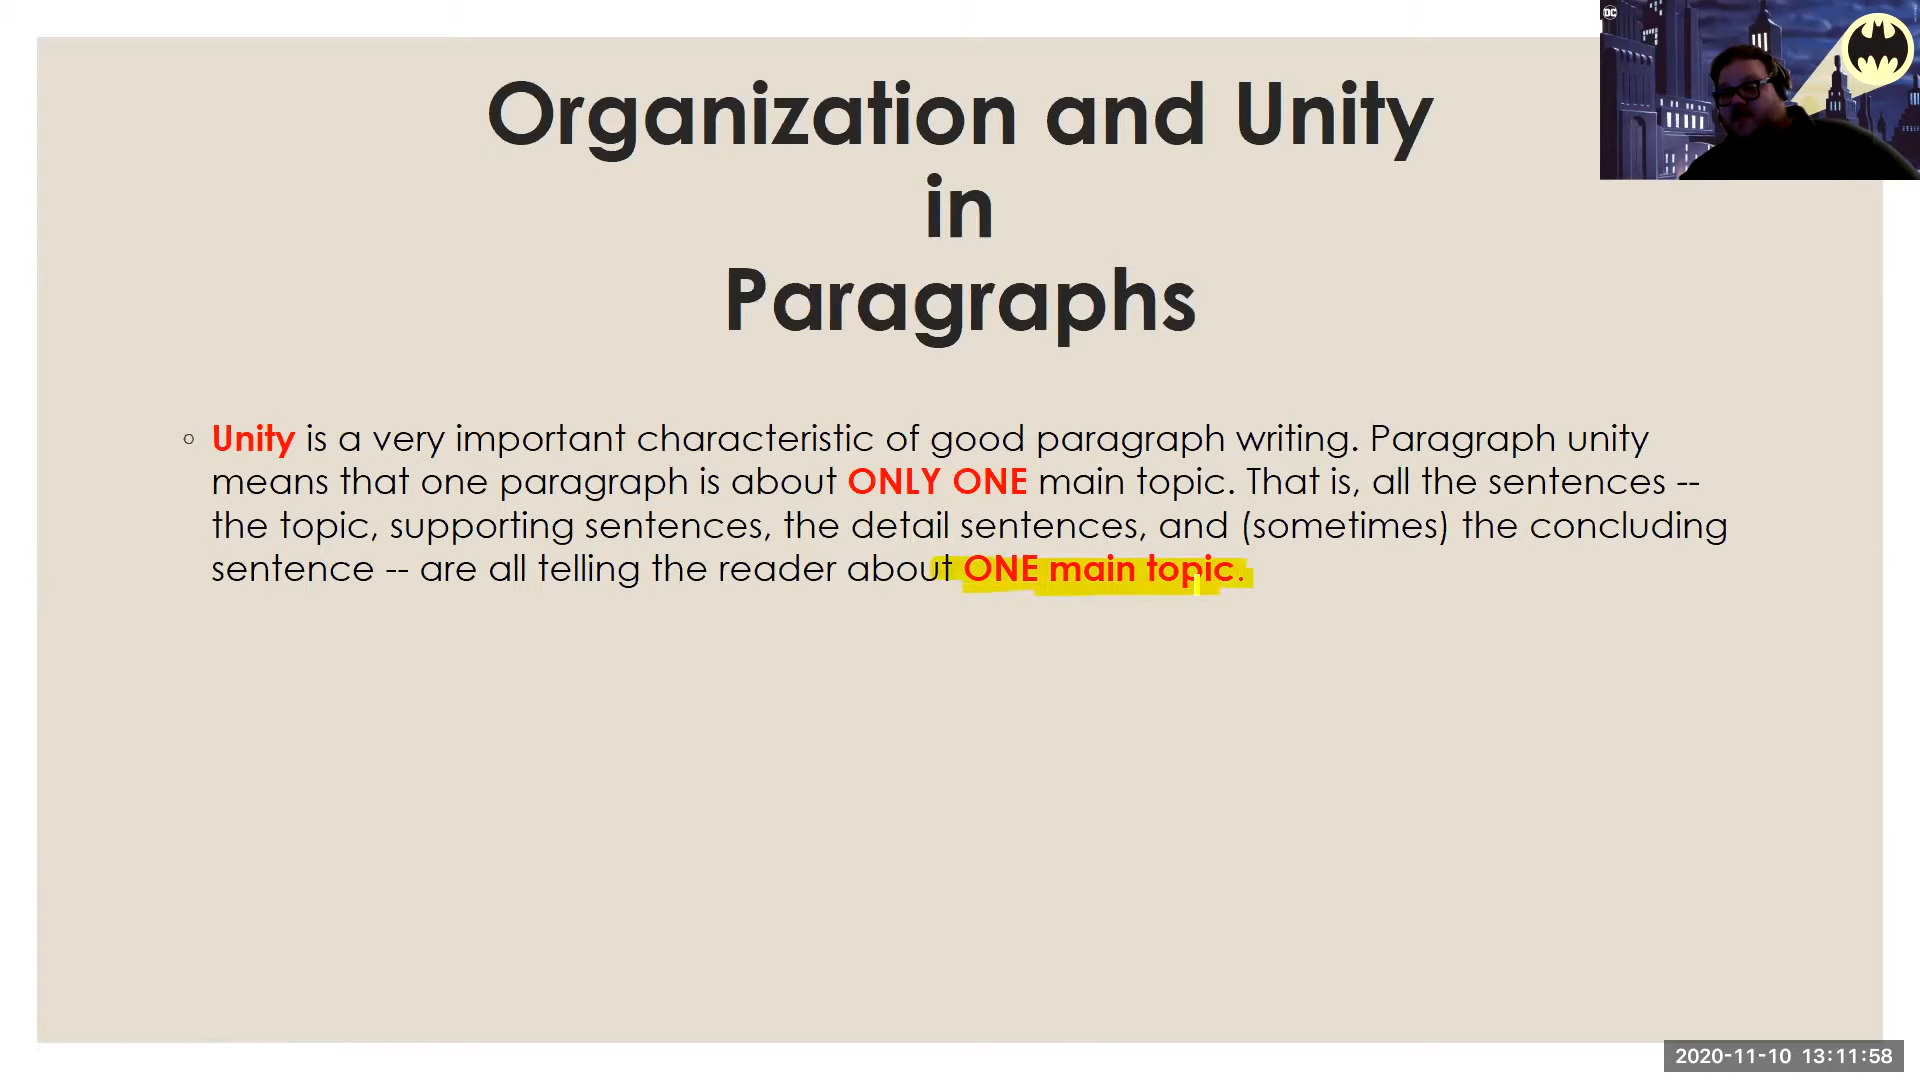 DC
Organization and Unity
in
Paragraphs
Unity is a very important characteristic of good paragraph writing. Paragraph unity
means that one paragraph is about ONLY ONE main topic. That is, all the sentences --
the topic, supporting sentences, the detail sentences, and (sometimes) the concluding
sentence -- are all telling the reader about ONE main topic.
2020-11-10 13:11:58